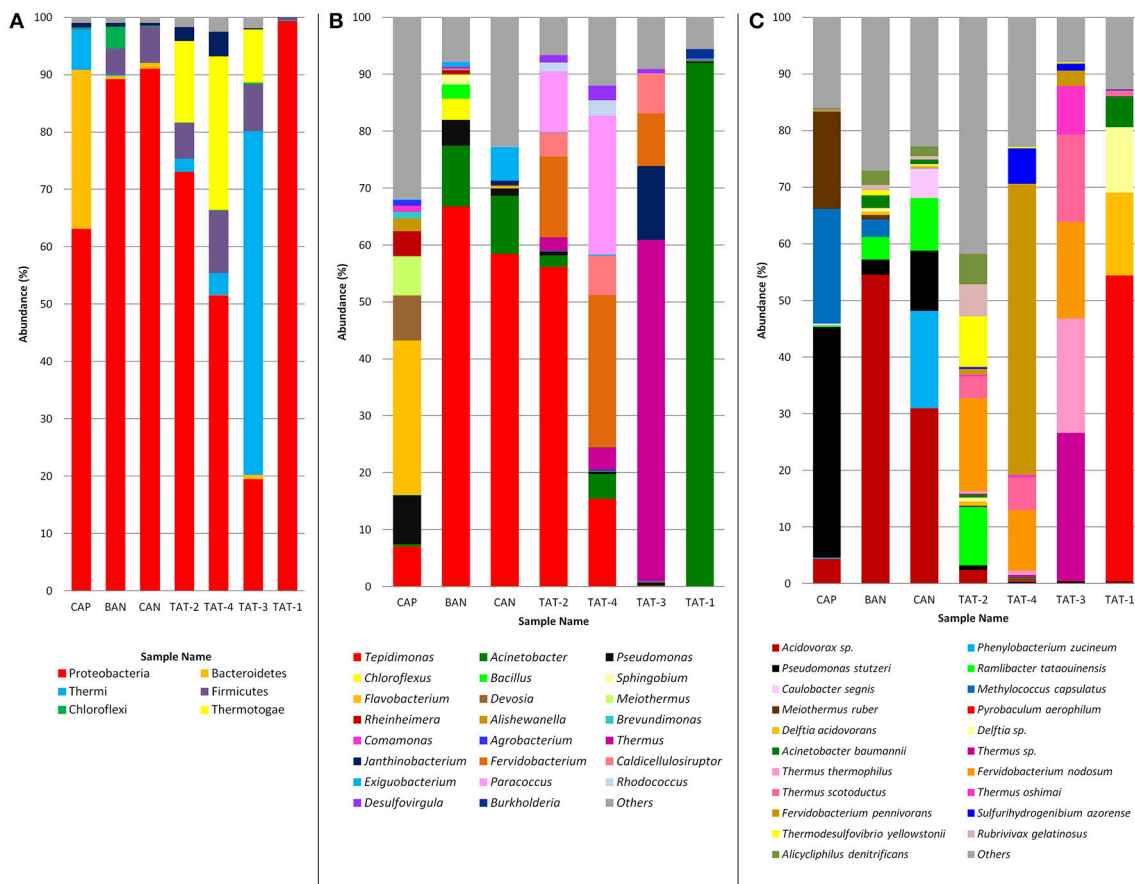 A
100
90
80
70
60
50
40
30
20
10
0
Abundance (%)
CAP BAN CAN TAT-2 TAT-4 TAT-3 TAT-1
Sample Name
Proteobacteria Bacteroidetes
Thermi Firmicutes
Chloroflexi Thermotogae
B
100
90
80
70
60
50
40
30
20
10
0
Abundance (%)
CAP BAN CAN TAT-2 TAT-4 TAT-3 TAT-1
Sample Name
Tepidimonas Acinetobacter Pseudomonas
Chloroflexus Bacillus Sphingobium
Flavobacterium Devosia Meiothermus
Rheinheimera Alishewanella Brevundimonas
Comamonas Agrobacterium Thermus
Janthinobacterium Fervidobacterium Caldicellulosiruptor
Exiguobacterium Paracoccus Rhodococcus
Desulfovirgula Burkholderia Others
C
100
90
80
70
60
50
40
30
20
10
0
Abundance (%)
CAP BAN CAN TAT-2 TAT-4 TAT-3 TAT-1
Sample Name
Acidovorax sp. Phenylobacterium zucineum
Pseudomonas stutzeri Ramlibacter tataouinensis
Caulobacter segnis Methylococcus capsulatus
Meiothermus ruber Pyrobaculum aerophilum
Delftia acidovorans Delftia sp.
Acinetobacter baumannii Thermus sp.
Thermus thermophilus Fervidobacterium nodosum
Thermus scotoductus Thermus oshimai
Fervidobacterium pennivorans Sulfurihydrogenibium azorense
Thermodesulfovibrio yellowstonii Rubrivivax gelatinosus
Alicycliphilus denitrificans Others